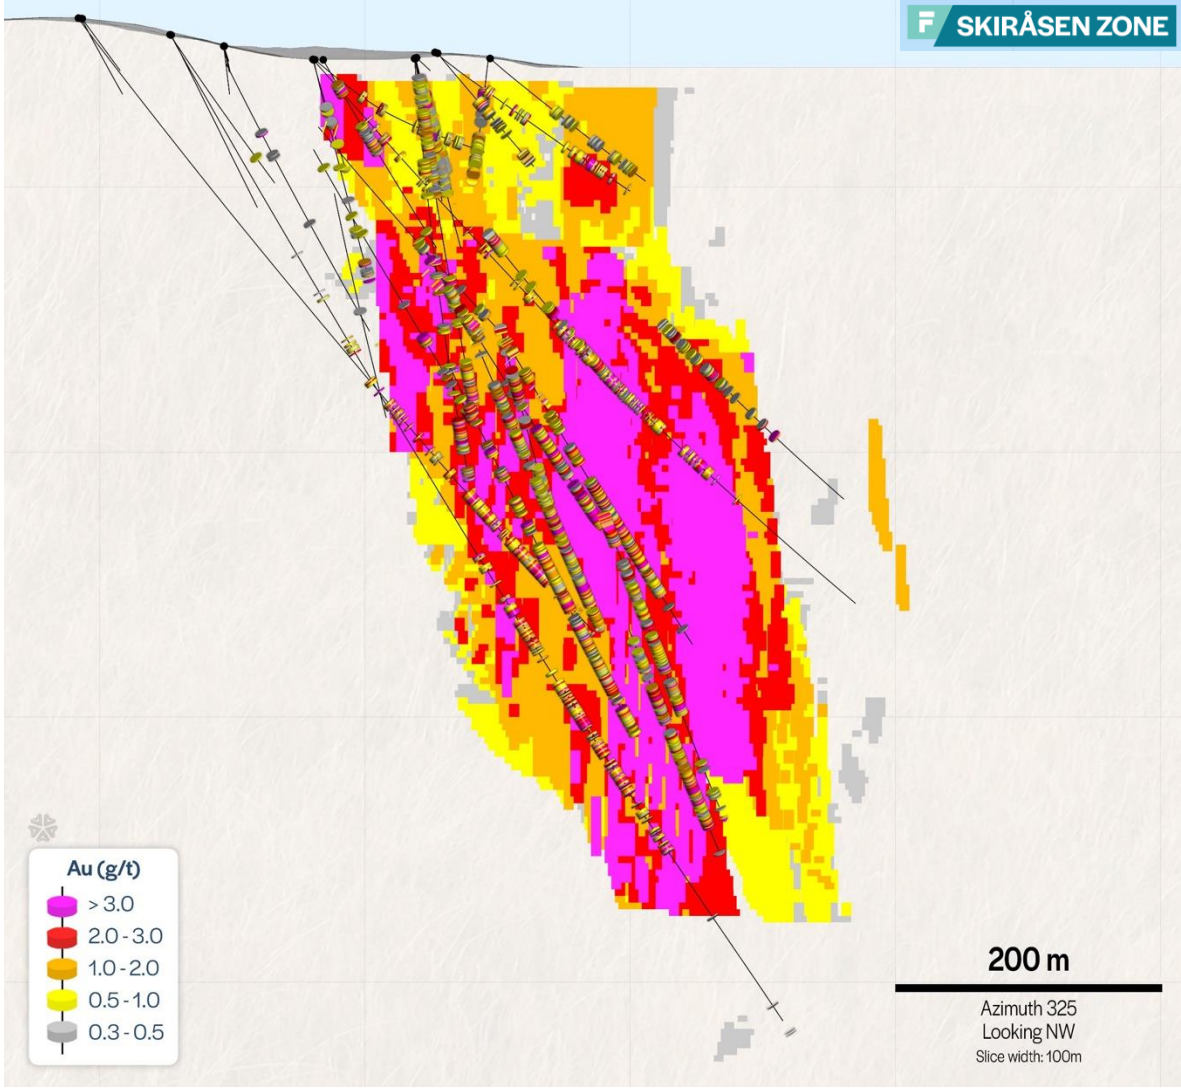 F SKIRÅSEN ZONE
Au (g/t)
> 3.0
2.0 - 3.0
1.0 - 2.0
0.5 - 1.0
0.3 - 0.5
200 m
Azimuth 325
Looking NW
Slice width: 100m